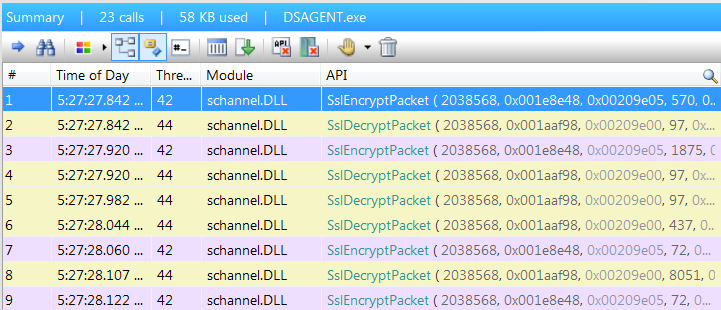 Summary | 23 calls | 58 KB used | DSAGENT.exe
# Time of Day Thre... Module API
1 5:27:27.842 ... 42 schannel.DLL SslEncryptPacket ( 2038568, 0x001e8e48, 0x00209e05, 570, 0...
2 5:27:27.842 ... 44 schannel.DLL SslDecryptPacket ( 2038568, 0x001aaf98, 0x00209e00, 97, 0x...
3 5:27:27.920 ... 42 schannel.DLL SslEncryptPacket ( 2038568, 0x001e8e48, 0x00209e05, 1875, 0...
4 5:27:27.920 ... 44 schannel.DLL SslDecryptPacket ( 2038568, 0x001aaf98, 0x00209e00, 97, 0x...
5 5:27:27.982 ... 44 schannel.DLL SslDecryptPacket ( 2038568, 0x001aaf98, 0x00209e00, 97, 0x...
6 5:27:28.044 ... 44 schannel.DLL SslDecryptPacket ( 2038568, 0x001aaf98, 0x00209e00, 437, 0x...
7 5:27:28.060 ... 42 schannel.DLL SslEncryptPacket ( 2038568, 0x001e8e48, 0x00209e05, 72, 0x...
8 5:27:28.107 ... 44 schannel.DLL SslDecryptPacket ( 2038568, 0x001aaf98, 0x00209e00, 8051, 0...
9 5:27:28.122 ... 42 schannel.DLL SslEncryptPacket ( 2038568, 0x001e8e48, 0x00209e05, 72, 0x...